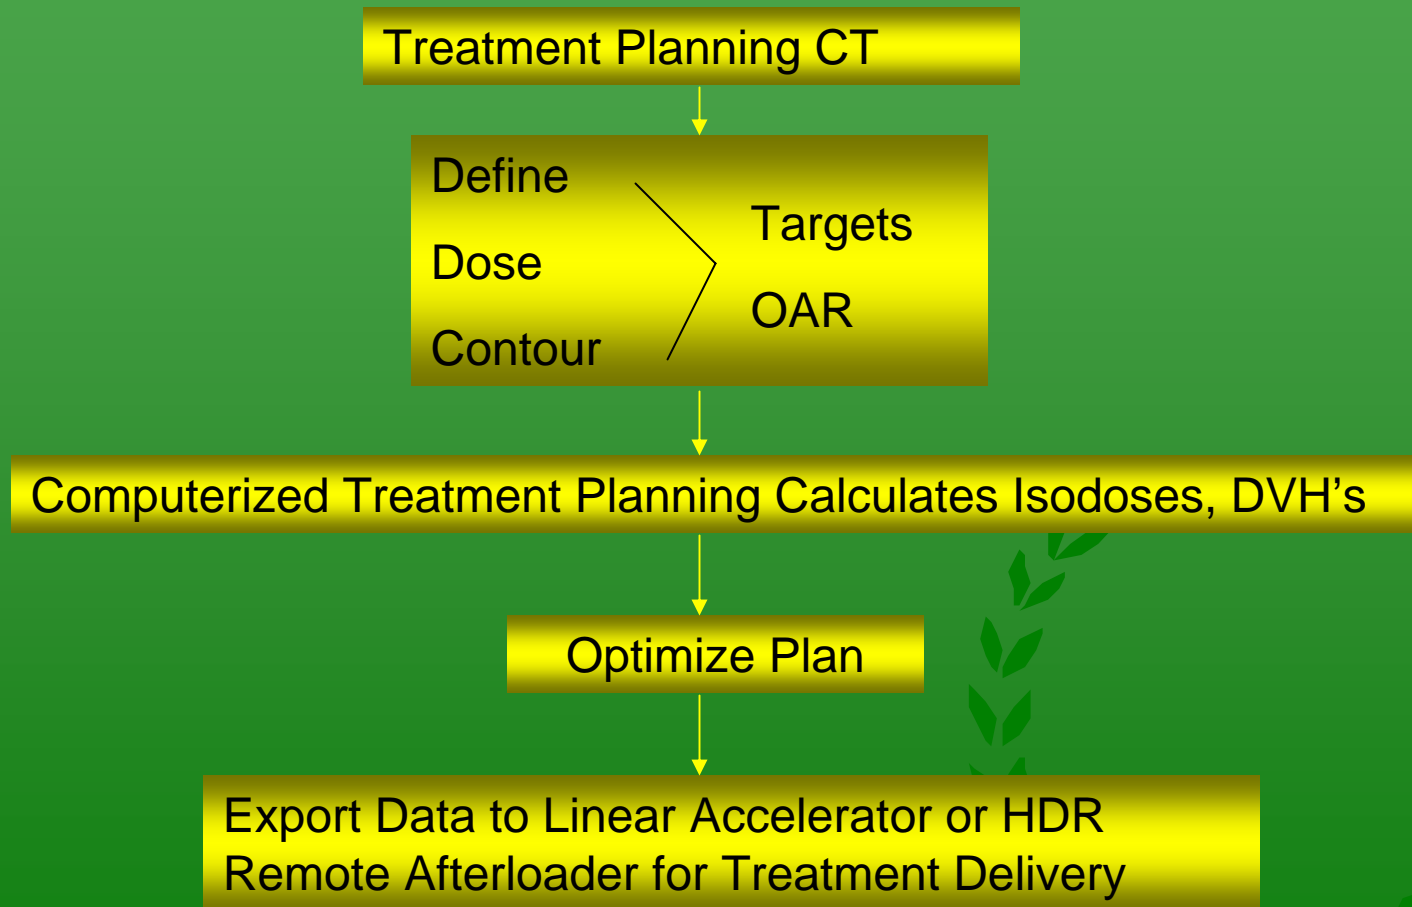 Treatment Planning CT
Define
Dose
Contour
Targets
OAR
Computerized Treatment Planning Calculates Isodoses, DVH’s
Optimize Plan
Export Data to Linear Accelerator or HDR
Remote Afterloader for Treatment Delivery